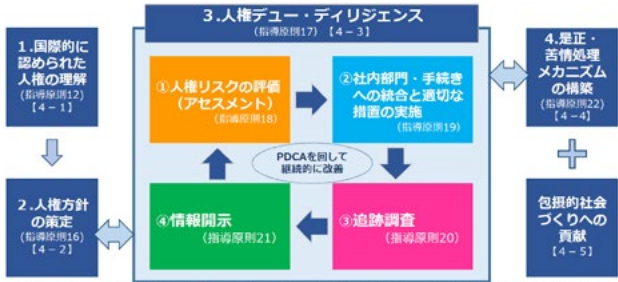 1.国際的に
認められた
人権の理解
(指導原則12)
【4－1】
2.人権方針
の策定
(指導原則16)
【4－2】
3.人権デュー・ディリジェンス
(指導原則17) 【4－3】
①人権リスクの評価
(アセスメント)
(指導原則18)
②社内部門・手続き
への統合と適切な
措置の実施
(指導原則19)
PDCAを回して
継続的に改善
④情報開示
(指導原則21)
③追跡調査
(指導原則20)
4.是正・
苦情処理
メカニズム
の構築
(指導原則22)
【4－4】
包摂的社会
づくりへの
貢献
【4－5】